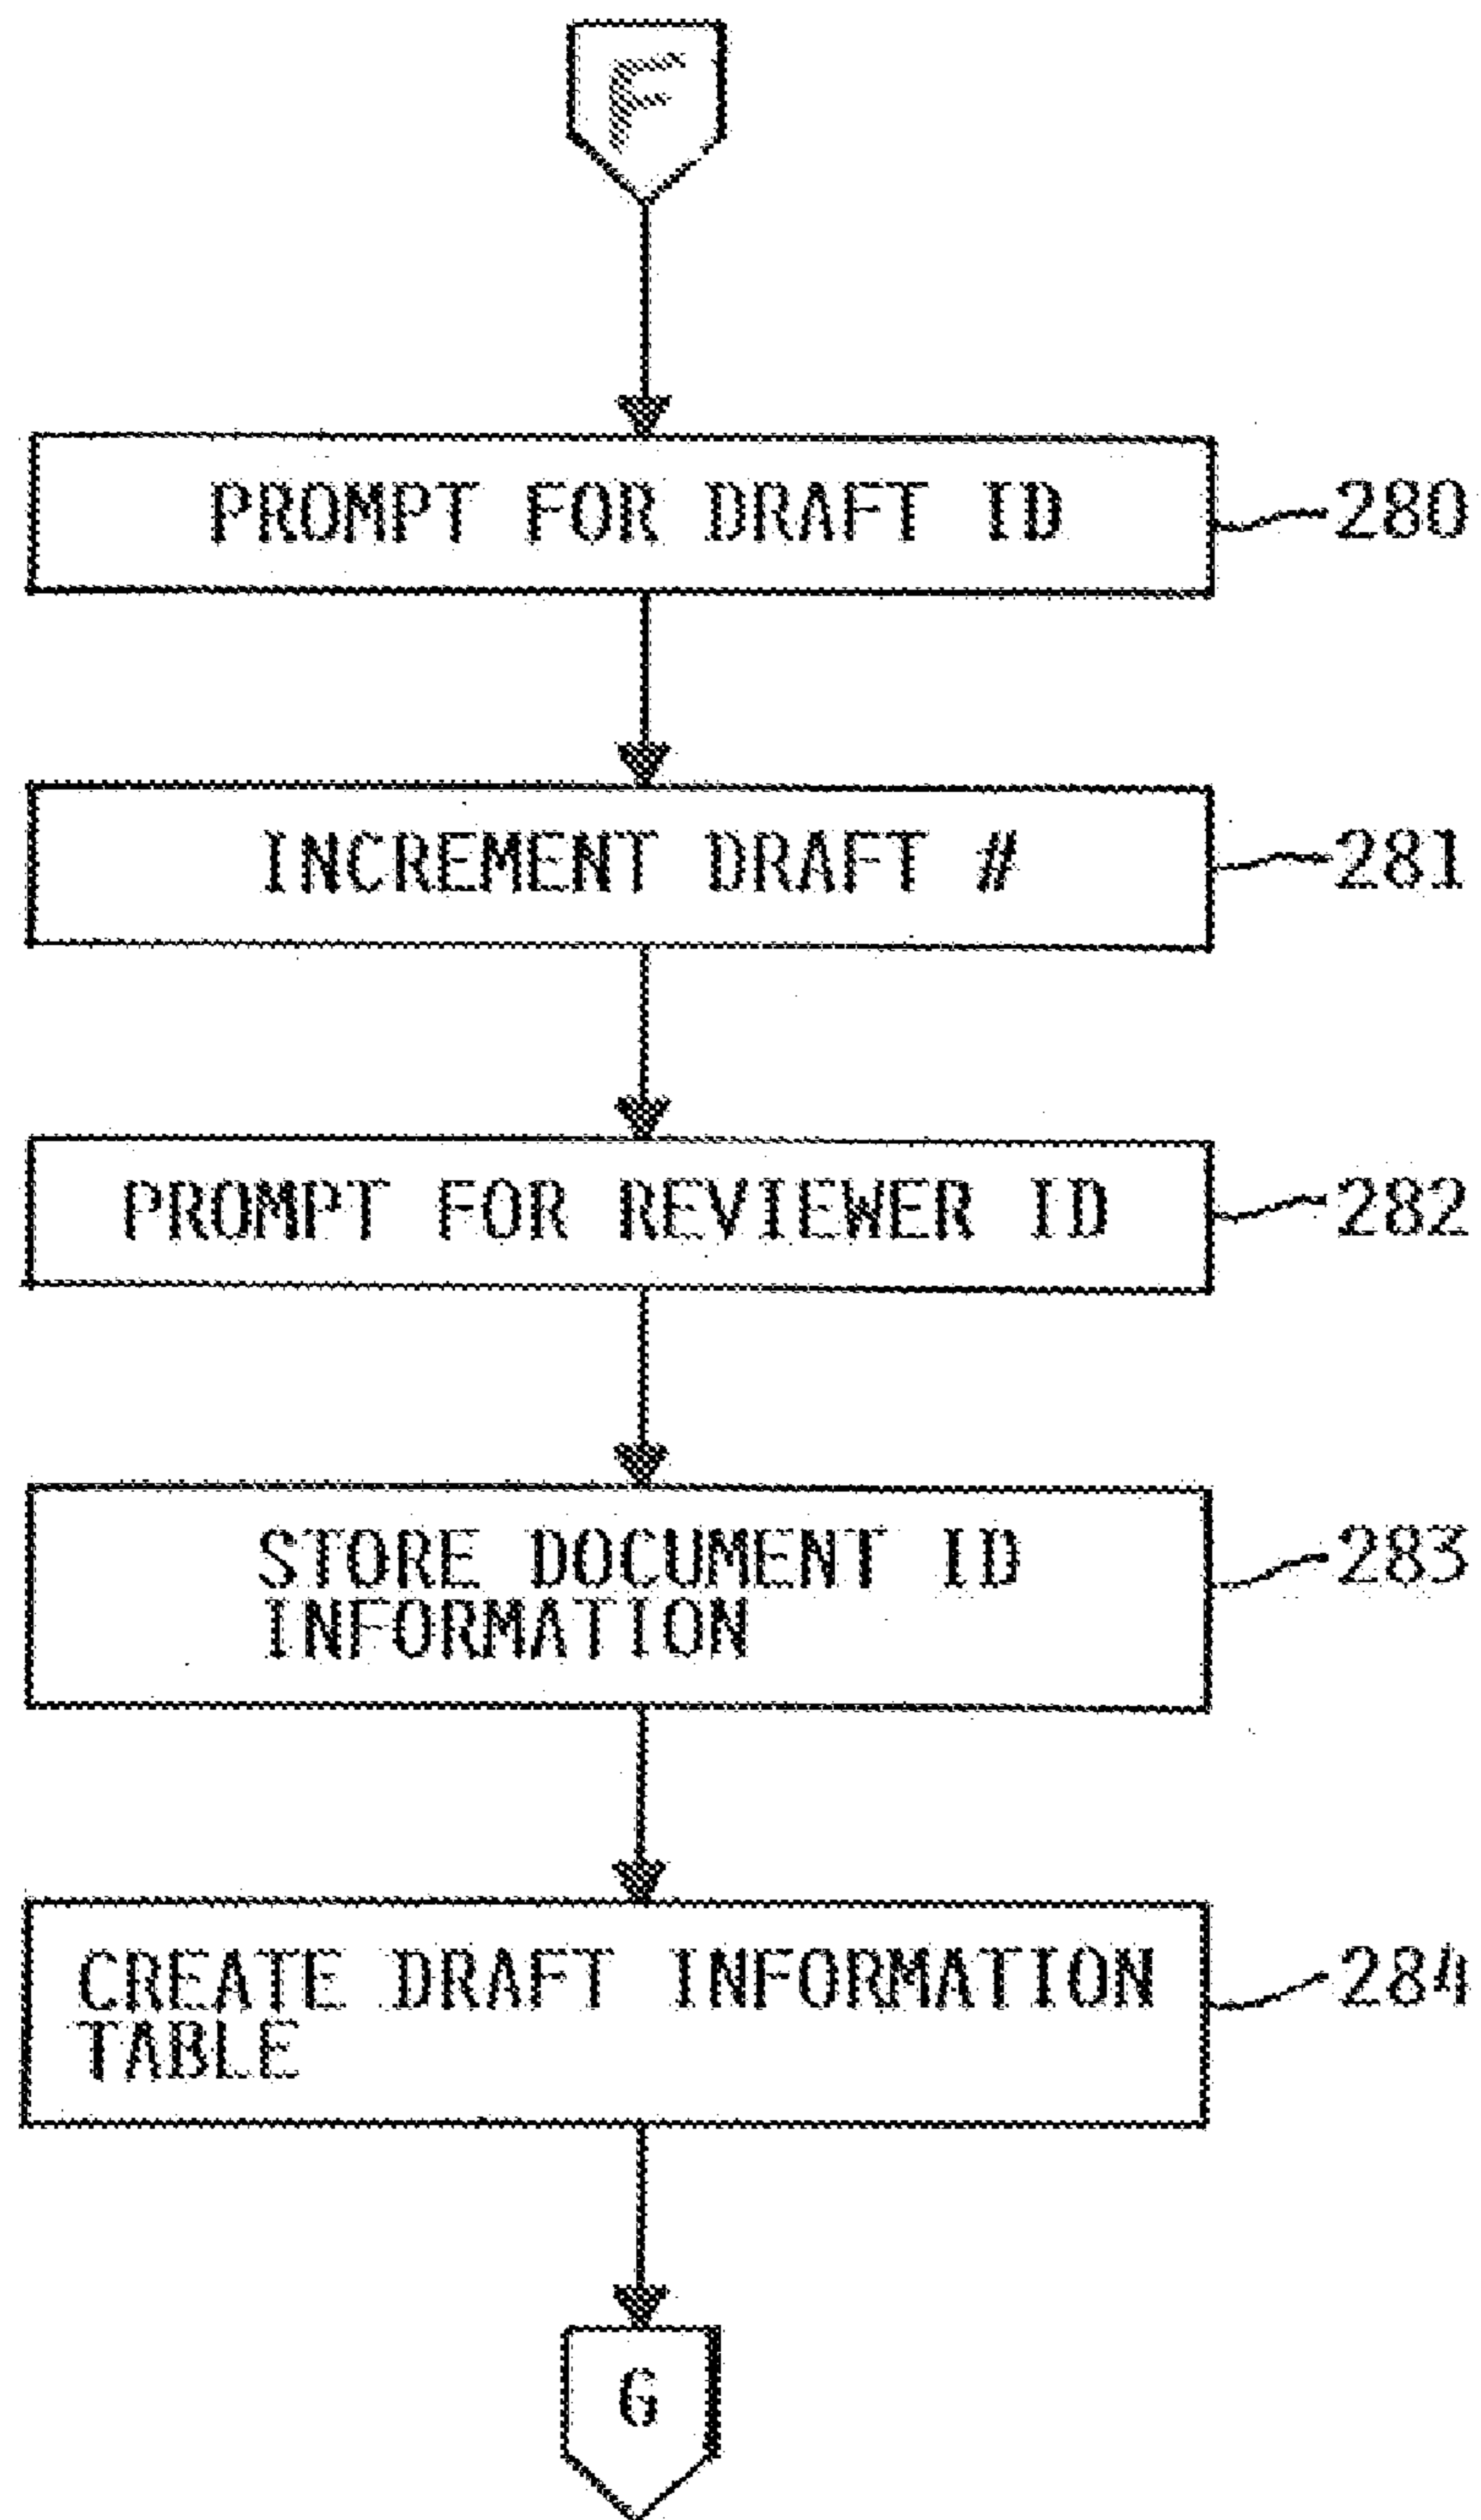 F
PROMPT FOR DRAFT ID
280
INCREMENT DRAFT #
281
PROMPT FOR REVIEWER ID
282
STORE DOCUMENT ID
INFORMATION
283
CREATE DRAFT INFORMATION
TABLE
284
G